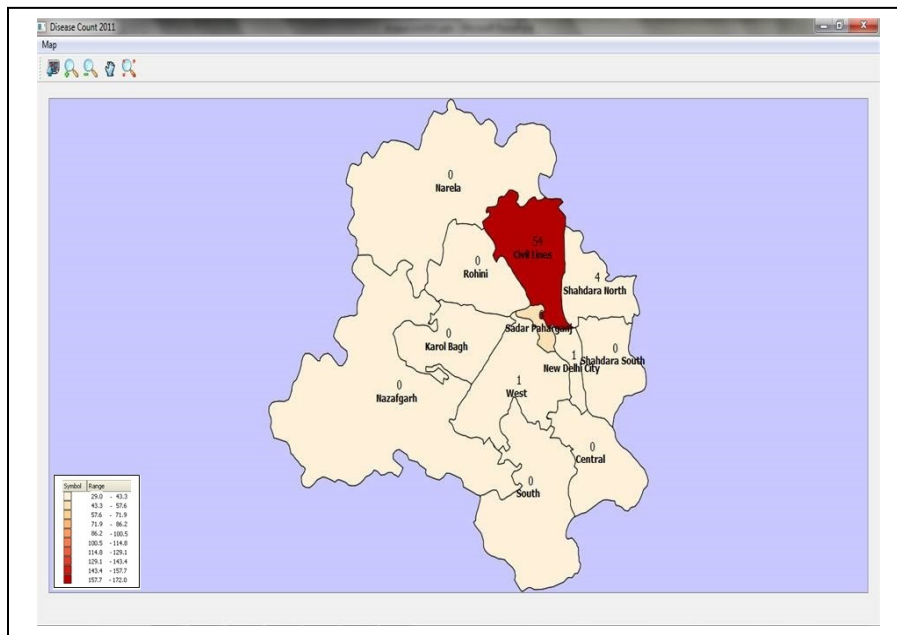 Disease Count 2011
Map
0
Narela
54
Civil Lines
0
Rohini
4
Shahdara North
Sadar Paharganj
0
Karol Bagh
1
New Delhi City
0
Shahdara South
0
Nazafgarh
1
West
0
Central
0
South
Symbol Range
29.0 - 43.3
43.3 - 57.6
57.6 - 71.9
71.9 - 86.2
86.2 - 100.5
100.5 - 114.8
114.8 - 129.1
129.1 - 143.4
143.4 - 157.7
157.7 - 172.0